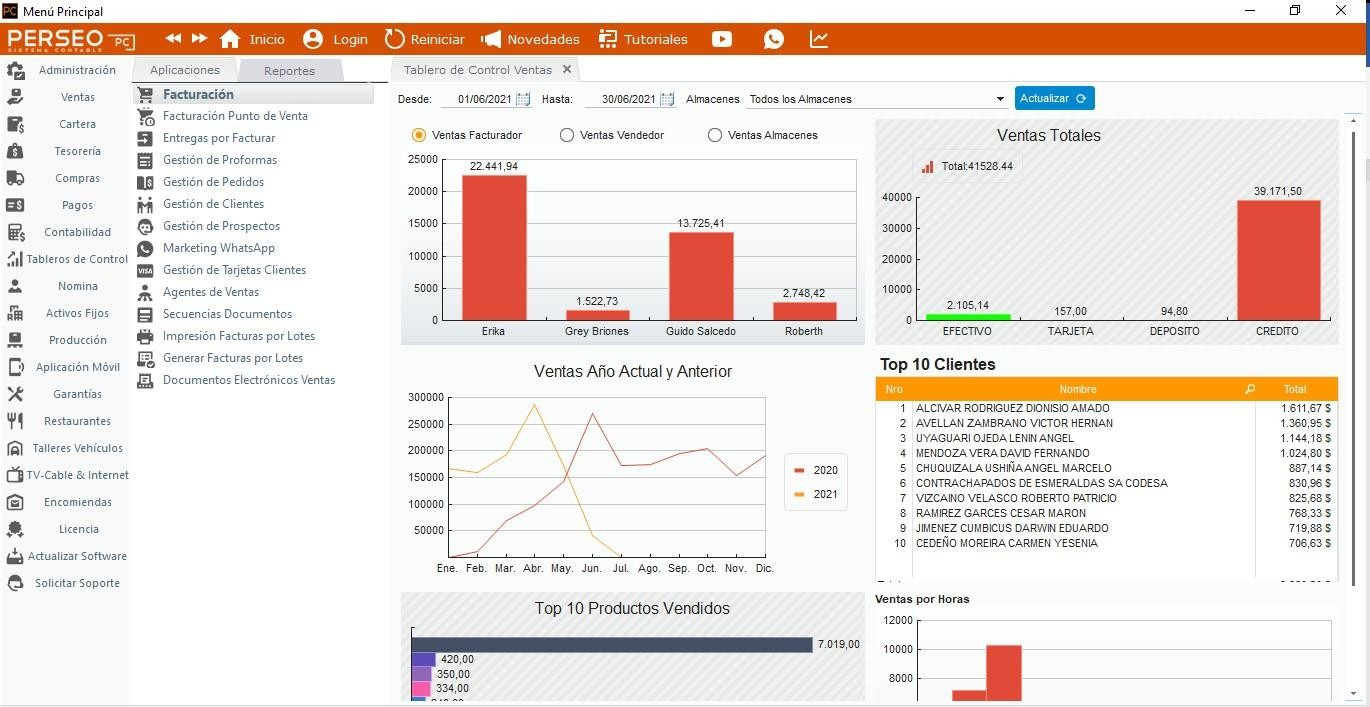 Menú Principal
PERSEO PC
SISTEMA CONTABLE
Inicio Login Reiniciar Novedades Tutoriales
Administración
Ventas
Cartera
Tesorería
Compras
Pagos
Contabilidad
Tableros de Control
Nomina
Activos Fijos
Producción
Aplicación Móvil
Garantías
Restaurantes
Talleres Vehículos
TV-Cable & Internet
Encomiendas
Licencia
Actualizar Software
Solicitar Soporte
Aplicaciones Reportes
Facturación
Facturación Punto de Venta
Entregas por Facturar
Gestión de Proformas
Gestión de Pedidos
Gestión de Clientes
Gestión de Prospectos
Marketing WhatsApp
VISA Gestión de Tarjetas Clientes
Agentes de Ventas
Secuencias Documentos
Impresión Facturas por Lotes
Generar Facturas por Lotes
Documentos Electrónicos Ventas
Tablero de Control Ventas
Desde: 01/06/2021 Hasta: 30/06/2021 Almacenes Todos los Almacenes Actualizar
Ventas Facturador Ventas Vendedor Ventas Almacenes
25000
20000
15000
10000
5000
0
22.441,94
1.522,73
13.725,41
2.748,42
Erika Grey Briones Guido Salcedo Roberth
Ventas Totales
Total:41528.44
40000
30000
20000
10000
0
2.105,14
157,00
94,80
39.171,50
EFECTIVO TARJETA DEPOSITO CREDITO
Ventas Año Actual y Anterior
300000
250000
200000
150000
100000
50000
Ene. Feb. Mar. Abr. May. Jun. Jul. Ago. Sep. Oct. Nov. Dic.
2020
2021
Top 10 Clientes
Nro Nombre Total
1 ALCIVAR RODRIGUEZ DIONISIO AMADO 1.611,67 $
2 AVELLAN ZAMBRANO VICTOR HERNAN 1.360,95 $
3 UYAGUARI OJEDA LENIN ANGEL 1.144,18 $
4 MENDOZA VERA DAVID FERNANDO 1.024,80 $
5 CHUQUIZALA USHIÑA ANGEL MARCELO 887,14 $
6 CONTRACHAPADOS DE ESMERALDAS SA CODESA 830,96 $
7 VIZCAINO VELASCO ROBERTO PATRICIO 825,68 $
8 RAMIREZ GARCES CESAR MARON 768,33 $
9 JIMENEZ CUMBICUS DARWIN EDUARDO 719,88 $
10 CEDEÑO MOREIRA CARMEN YESENIA 706,63 $
Top 10 Productos Vendidos
7.019,00
420,00
350,00
334,00
Ventas por Horas
12000
10000
8000